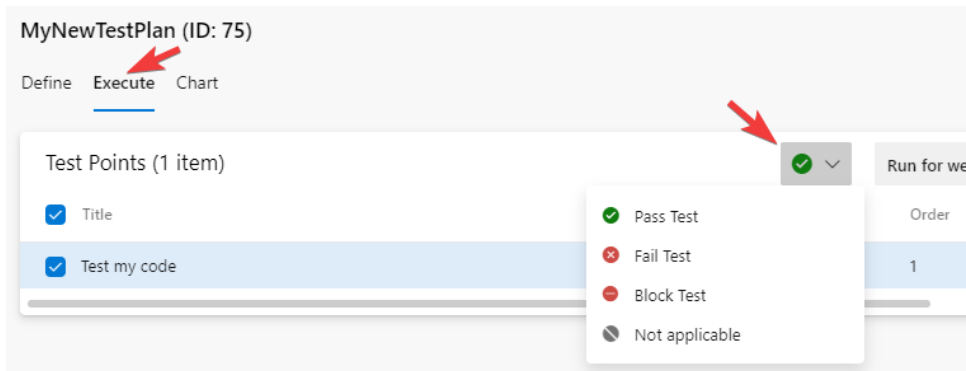 MyNewTestPlan (ID: 75)
Define Execute Chart
Test Points (1 item)
Run for we
Title
Order
Pass Test
Fail Test
Test my code
1
Block Test
Not applicable